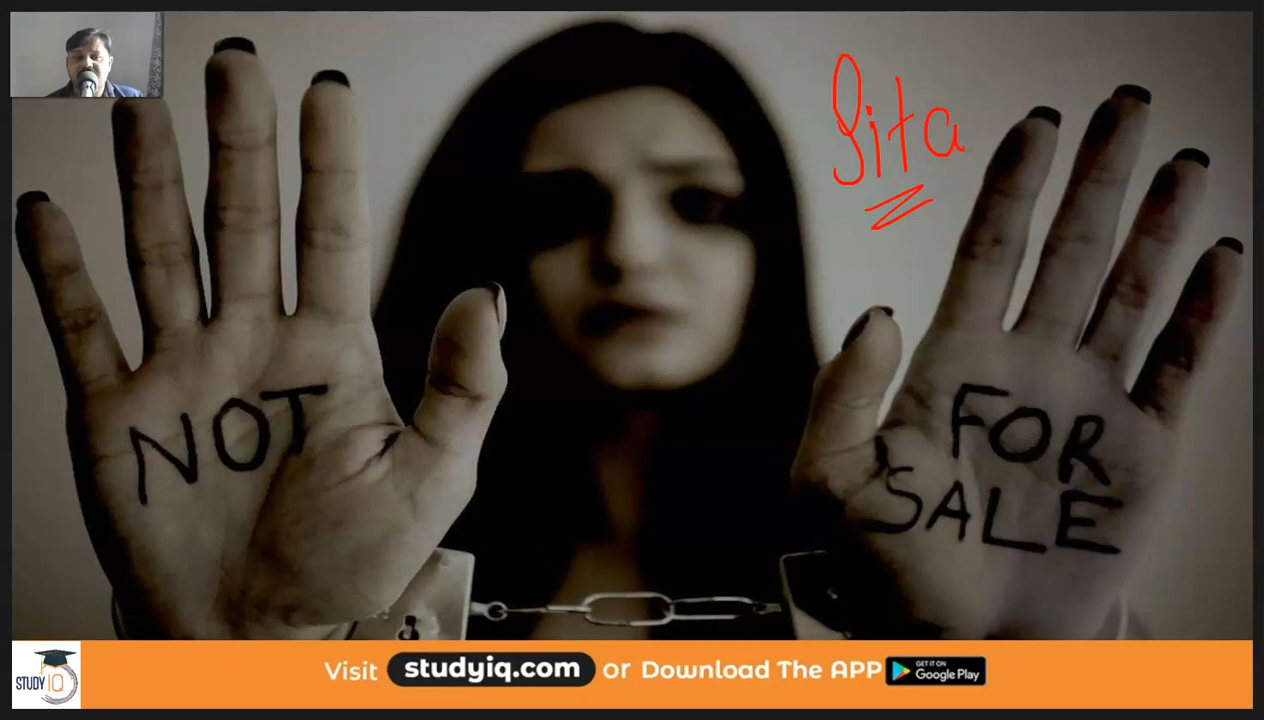 Sita
NOT
FOR
SALE
STUDY IQ
Visit studyiq.com or Download The APP
GET IT ON
Google Play